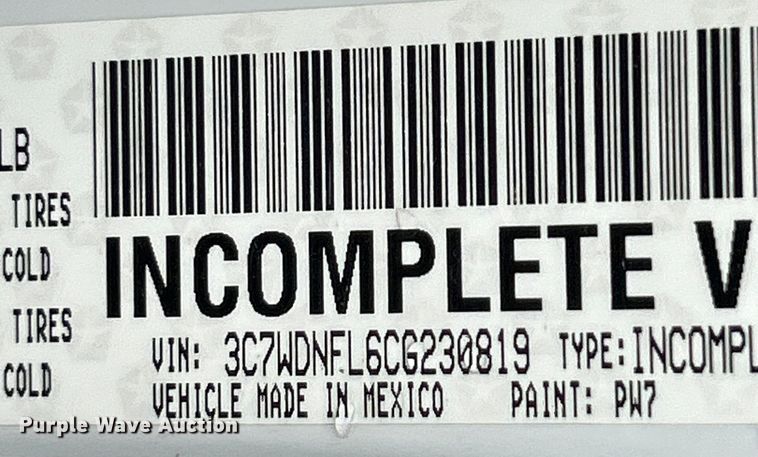 LB
TIRES
COLD
TIRES
COLD
INCOMPLETE V
VIN: 3C7WDNFL6CG230819 TYPE:INCOMPL
VEHICLE MADE IN MEXICO PAINT: PW7
Purple Wave Auction